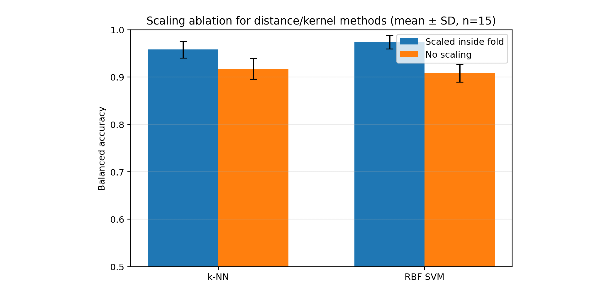 Scaling ablation for distance/kernel methods (mean ± SD, n=15)
Scaled inside fold
No scaling
Balanced accuracy
1.0
0.9
0.8
0.7
0.6
0.5
k-NN
RBF SVM